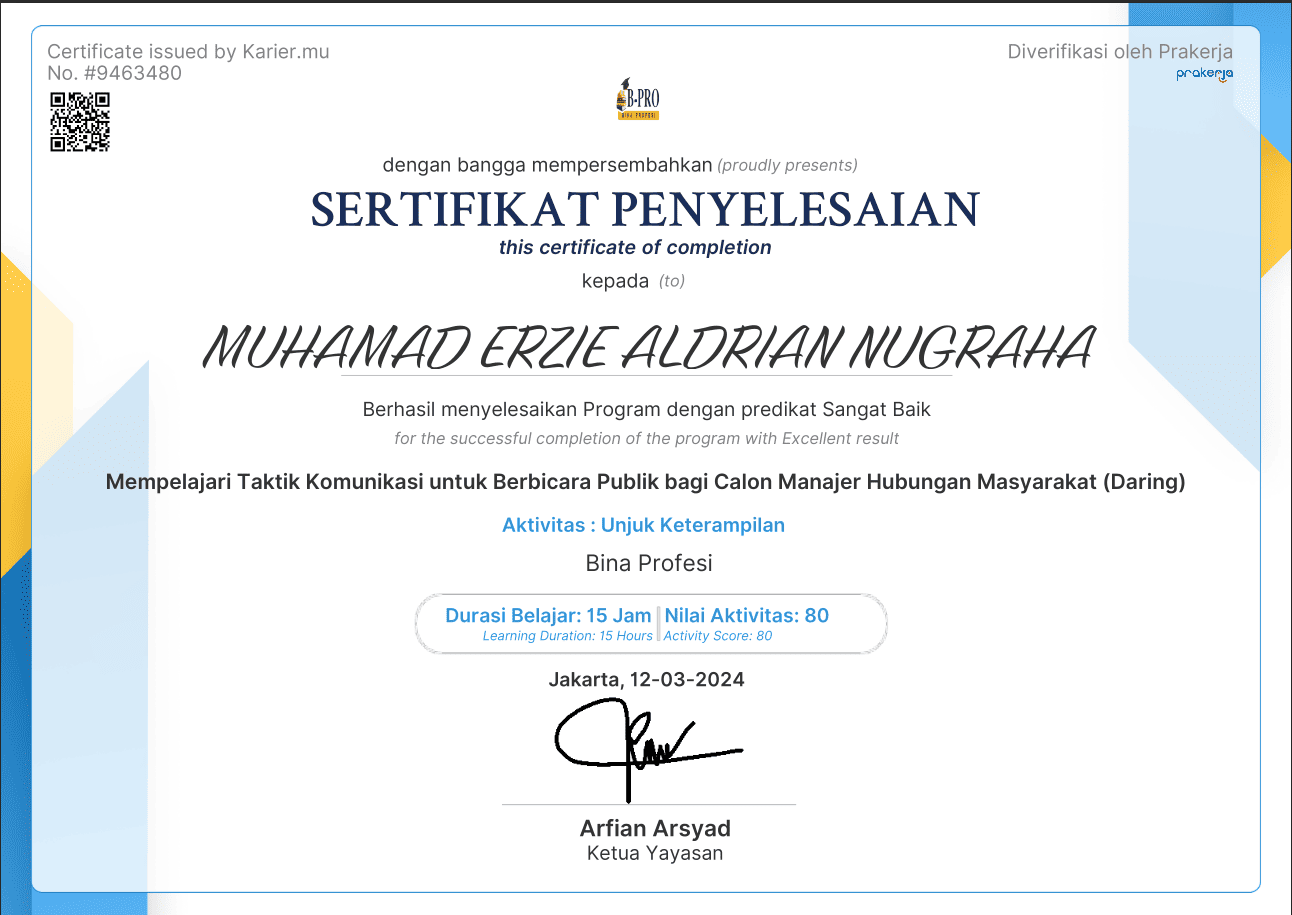 Certificate issued by Karier.mu
No. #9463480
Diverifikasi oleh Prakerja
prakerja
B-PRO
BINA PROFESI
dengan bangga mempersembahkan (proudly presents)
SERTIFIKAT PENYELESAIAN
this certificate of completion
kepada (to)
MUHAMAD ERZIE ALDRIAN NUGRAHA
Berhasil menyelesaikan Program dengan predikat Sangat Baik
for the successful completion of the program with Excellent result
Mempelajari Taktik Komunikasi untuk Berbicara Publik bagi Calon Manajer Hubungan Masyarakat (Daring)
Aktivitas : Unjuk Keterampilan
Bina Profesi
Durasi Belajar: 15 Jam | Nilai Aktivitas: 80
Learning Duration: 15 Hours | Activity Score: 80
Jakarta, 12-03-2024
Arfian Arsyad
Ketua Yayasan